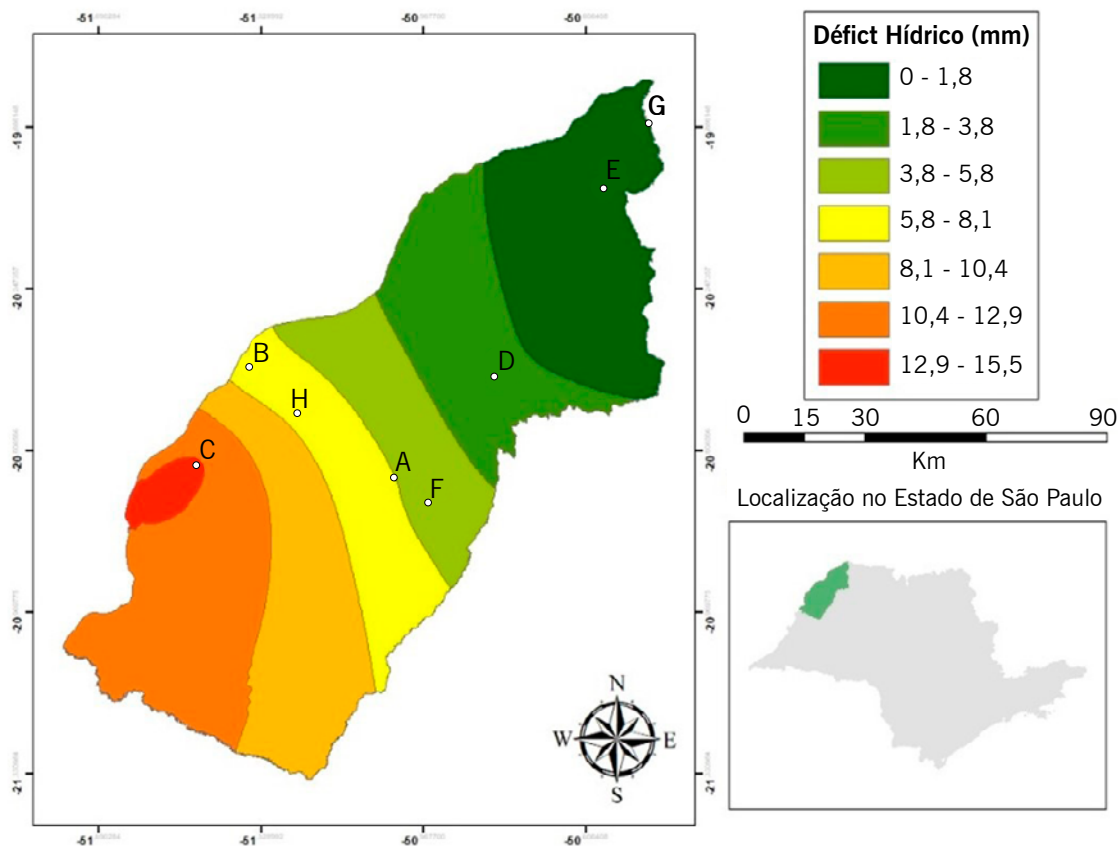 -51
-51
-50
-50
Défict Hídrico (mm)
0 - 1,8
1,8 - 3,8
3,8 - 5,8
5,8 - 8,1
8,1 - 10,4
10,4 - 12,9
12,9 - 15,5
G
E
-19
-20
B
D
H
C
A
F
-20
-20
-21
-19
-20
-20
-20
-21
0 15 30 60 90
Km
Localização no Estado de São Paulo
N
W E
S
-51
-51
-50
-50